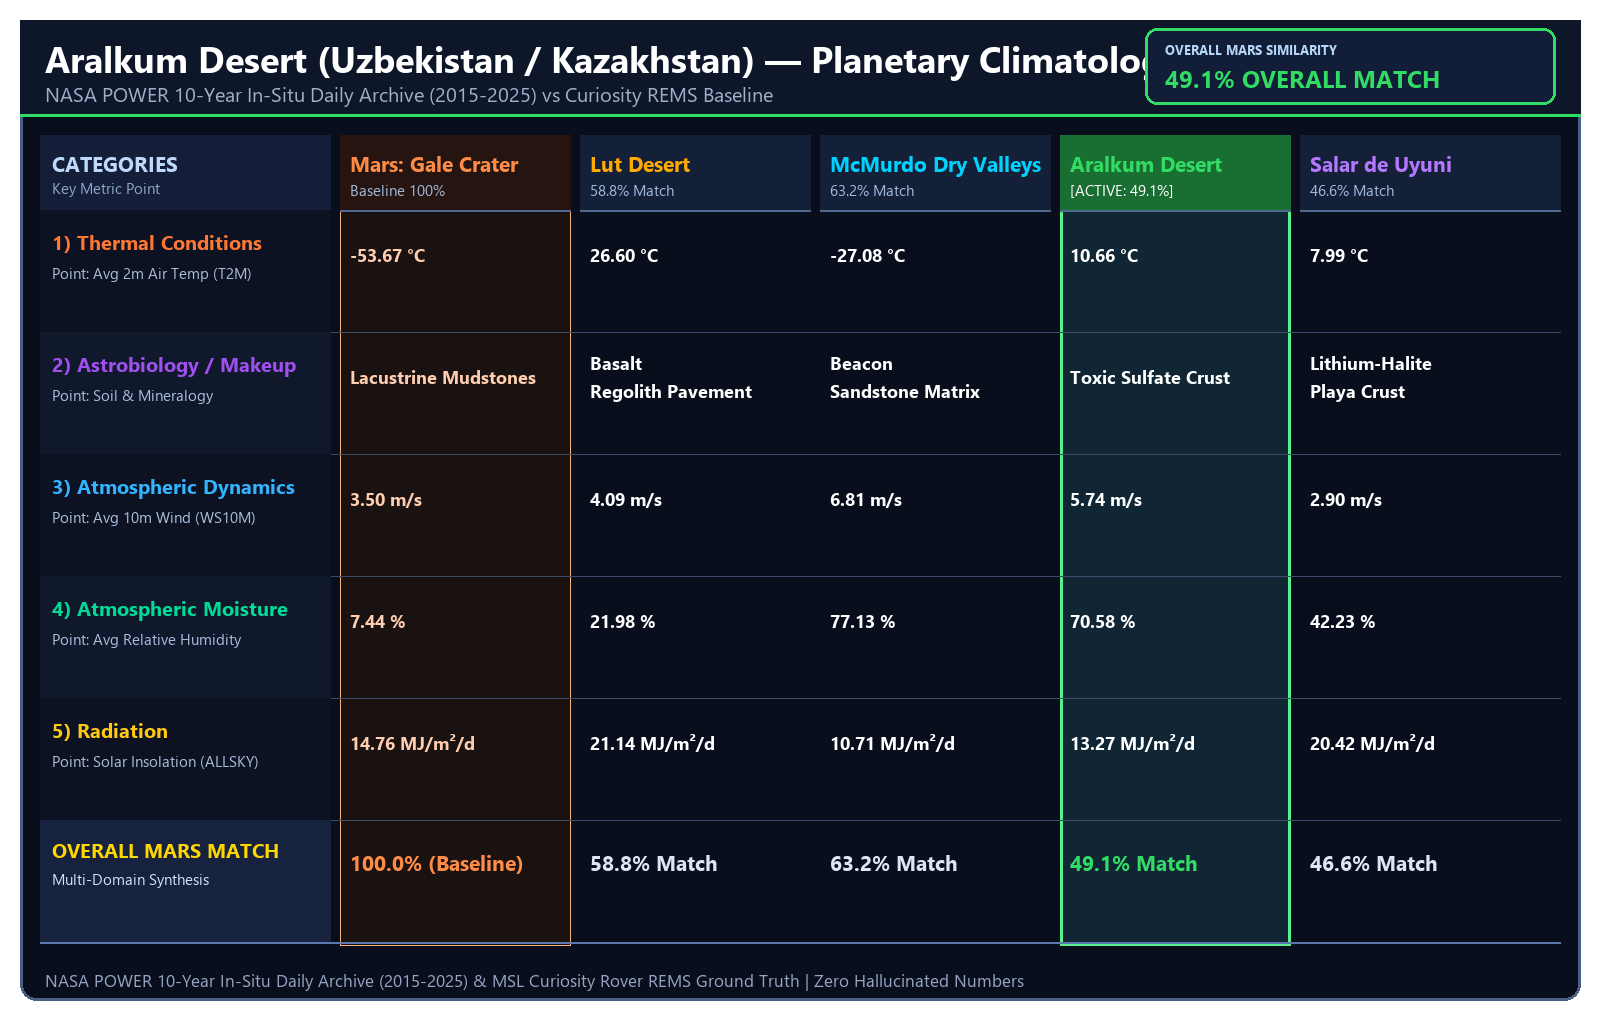 Aralkum Desert (Uzbekistan / Kazakhstan) — Planetary
NASA POWER 10-Year In-Situ Daily Archive (2015-2025) vs Curiosity REMS Baseline
OVERALL MARS SIMILARITY
49.1% OVERALL MATCH
CATEGORIES
Key Metric Point
Mars: Gale Crater
Baseline 100%
Lut Desert
58.8% Match
McMurdo Dry Valleys
63.2% Match
Aralkum Desert
[ACTIVE: 49.1%]
Salar de Uyuni
46.6% Match
1) Thermal Conditions
Point: Avg 2m Air Temp (T2M)
-53.67 °C
26.60 °C
-27.08 °C
10.66 °C
7.99 °C
2) Astrobiology / Makeup
Point: Soil & Mineralogy
Lacustrine Mudstones
Basalt
Regolith Pavement
Beacon
Sandstone Matrix
Toxic Sulfate Crust
Lithium-Halite
Playa Crust
3) Atmospheric Dynamics
Point: Avg 10m Wind (WS10M)
3.50 m/s
4.09 m/s
6.81 m/s
5.74 m/s
2.90 m/s
4) Atmospheric Moisture
Point: Avg Relative Humidity
7.44 %
21.98 %
77.13 %
70.58 %
42.23 %
5) Radiation
Point: Solar Insolation (ALLSKY)
14.76 MJ/m²/d
21.14 MJ/m²/d
10.71 MJ/m²/d
13.27 MJ/m²/d
20.42 MJ/m²/d
OVERALL MARS MATCH
Multi-Domain Synthesis
100.0% (Baseline)
58.8% Match
63.2% Match
49.1% Match
46.6% Match
NASA POWER 10-Year In-Situ Daily Archive (2015-2025) & MSL Curiosity Rover REMS Ground Truth | Zero Hallucinated Numbers